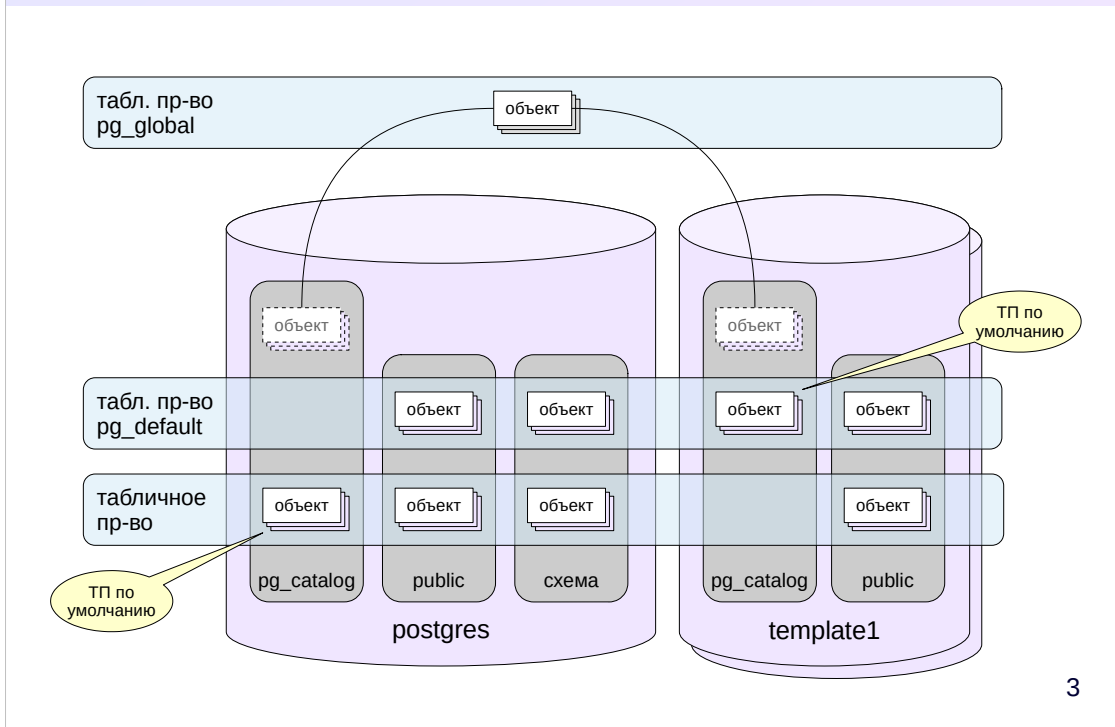 табл. пр-во
pg_global
объект
объект
объект
ТП по
умолчанию
табл. пр-во
pg_default
объект
объект
объект
объект
табличное
пр-во
объект
объект
объект
объект
ТП по
умолчанию
pg_catalog
public
схема
pg_catalog
public
postgres
template1
3